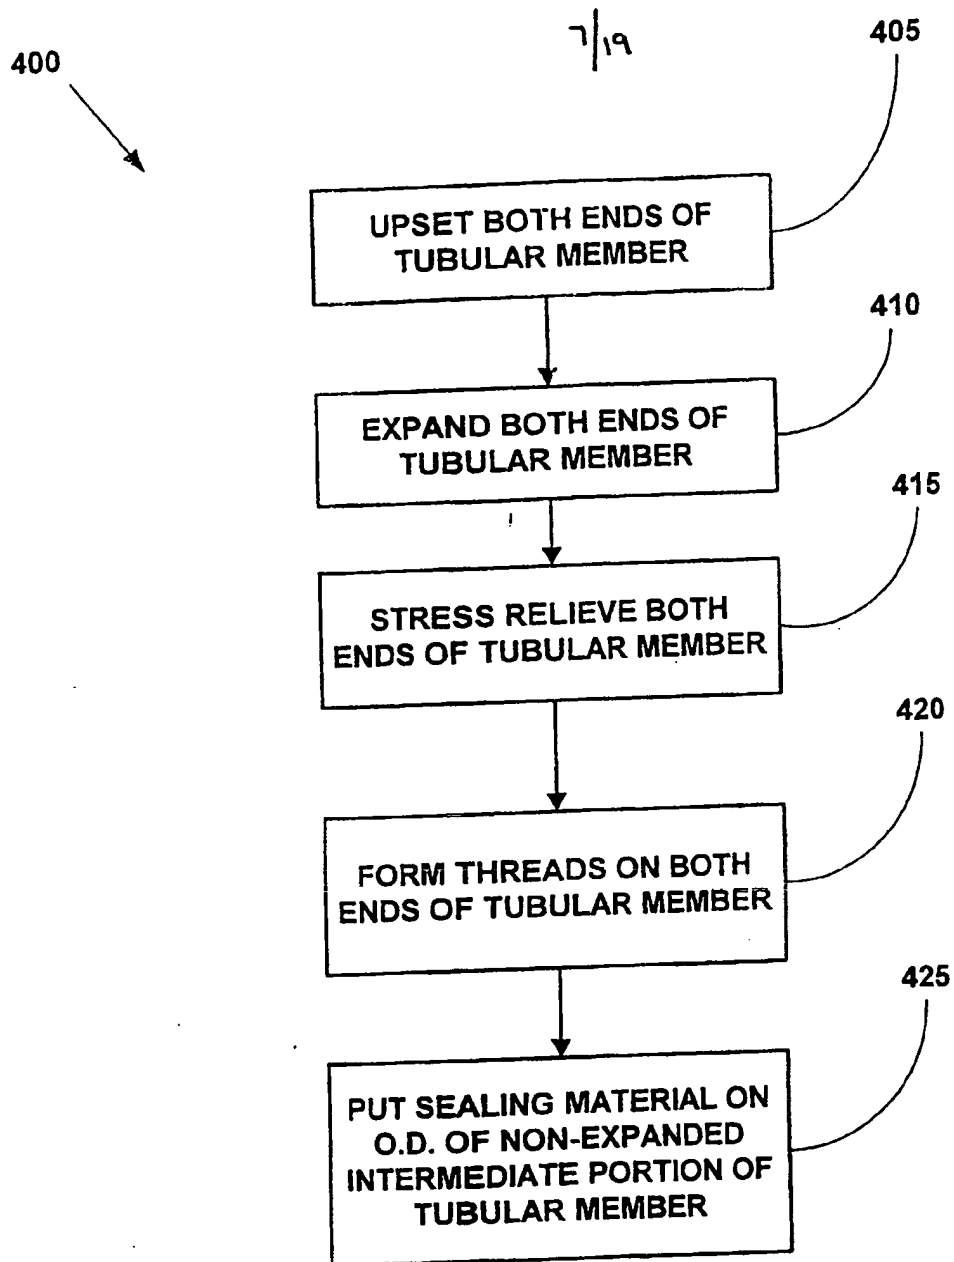 7/19
400
405
UPSET BOTH ENDS OF
TUBULAR MEMBER
410
EXPAND BOTH ENDS OF
TUBULAR MEMBER
415
STRESS RELIEVE BOTH
ENDS OF TUBULAR MEMBER
420
FORM THREADS ON BOTH
ENDS OF TUBULAR MEMBER
425
PUT SEALING MATERIAL ON
O.D. OF NON-EXPANDED
INTERMEDIATE PORTION OF
TUBULAR MEMBER